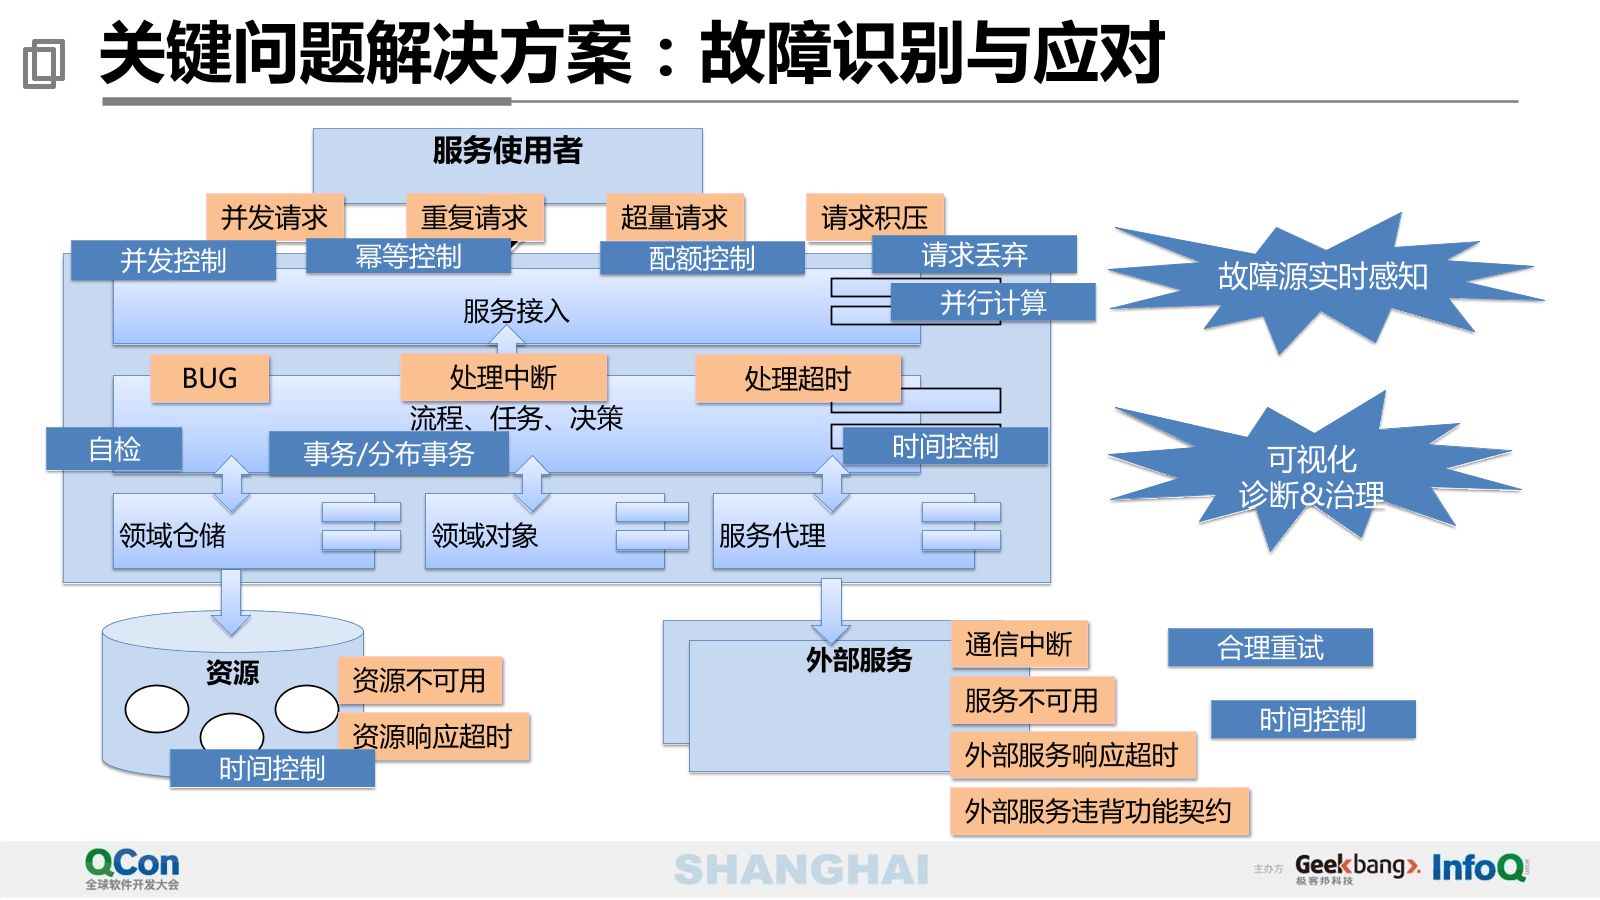 关键问题解决方案：故障识别与应对
服务使用者
并发请求
重复请求
超量请求
请求积压
并发控制
幂等控制
配额控制
请求丢弃
并行计算
服务接入
故障源实时感知
BUG
处理中断
处理超时
流程、任务、决策
自检
事务/分布事务
时间控制
可视化
诊断&治理
领域仓储
领域对象
服务代理
资源
资源不可用
资源响应超时
时间控制
外部服务
通信中断
服务不可用
外部服务响应超时
外部服务违背功能契约
合理重试
时间控制
QCon
全球软件开发大会
SHANGHAI
主办方
Geekbang>.
极客邦科技
InfoQ